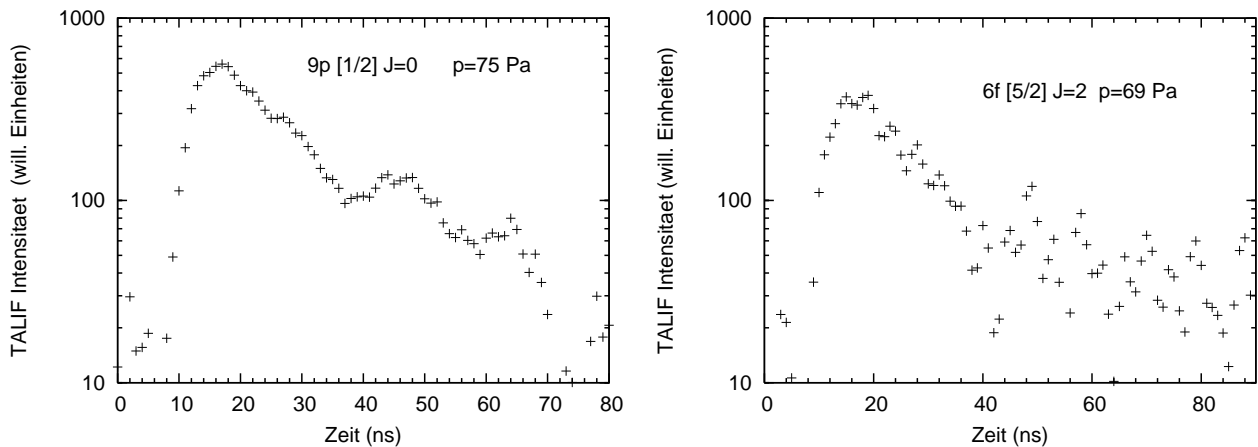 TALIF Intensitaet (will. Einheiten)
1000
100
10
9p [1/2] J=0 p=75 Pa
0 10 20 30 40 50 60 70 80
Zeit (ns)
TALIF Intensitaet (will. Einheiten)
1000
100
10
6f [5/2] J=2 p=69 Pa
0 20 40 60 80
Zeit (ns)